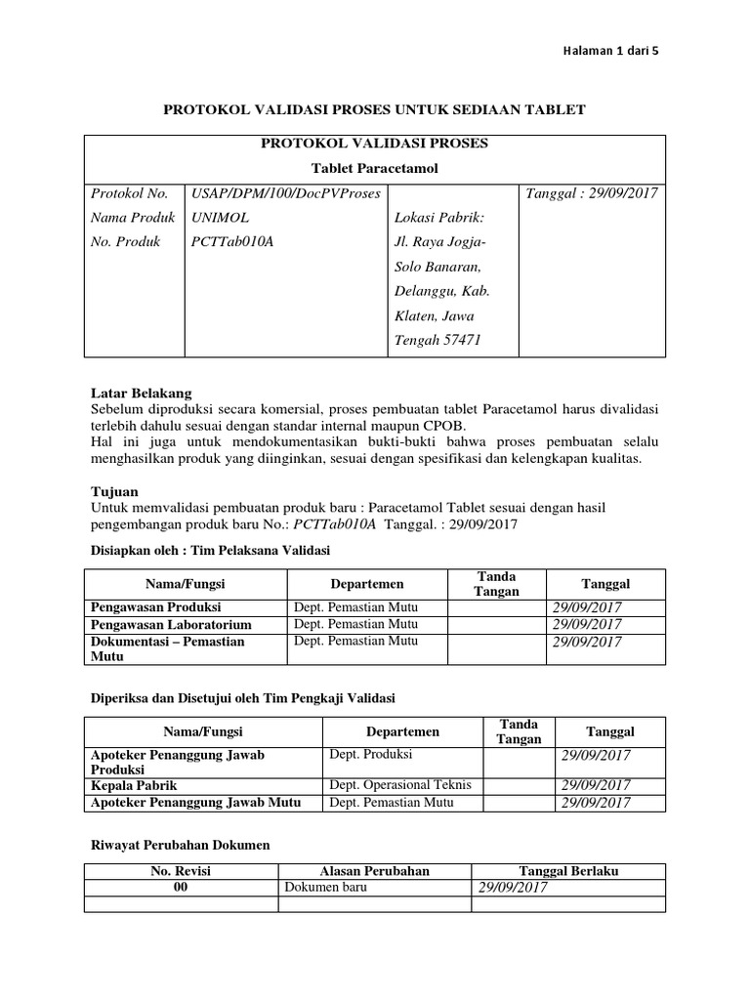 Halaman 1 dari 5
PROTOKOL VALIDASI PROSES UNTUK SEDIAAN TABLET
PROTOKOL VALIDASI PROSES
Tablet Paracetamol
Protokol No. USAP/DPM/100/DocPVProses Tanggal : 29/09/2017
Nama Produk UNIMOL Lokasi Pabrik:
No. Produk PCTTab010A Jl. Raya Jogja-
Solo Banaran,
Delanggu, Kab.
Klaten, Jawa
Tengah 57471
Latar Belakang
Sebelum diproduksi secara komersial, proses pembuatan tablet Paracetamol harus divalidasi
terlebih dahulu sesuai dengan standar internal maupun CPOB.
Hal ini juga untuk mendokumentasikan bukti-bukti bahwa proses pembuatan selalu
menghasilkan produk yang diinginkan, sesuai dengan spesifikasi dan kelengkapan kualitas.
Tujuan
Untuk memvalidasi pembuatan produk baru : Paracetamol Tablet sesuai dengan hasil
pengembangan produk baru No.: PCTTab010A Tanggal. : 29/09/2017
Disiapkan oleh : Tim Pelaksana Validasi
Nama/Fungsi Departemen Tanda Tangan Tanggal
Pengawasan Produksi Dept. Pemastian Mutu 29/09/2017
Pengawasan Laboratorium Dept. Pemastian Mutu 29/09/2017
Dokumentasi – Pemastian Dept. Pemastian Mutu 29/09/2017
Mutu
Diperiksa dan Disetujui oleh Tim Pengkaji Validasi
Nama/Fungsi Departemen Tanda Tangan Tanggal
Apoteker Penanggung Jawab Dept. Produksi 29/09/2017
Produksi
Kepala Pabrik Dept. Operasional Teknis 29/09/2017
Apoteker Penanggung Jawab Mutu Dept. Pemastian Mutu 29/09/2017
Riwayat Perubahan Dokumen
No. Revisi Alasan Perubahan Tanggal Berlaku
00 Dokumen baru 29/09/2017